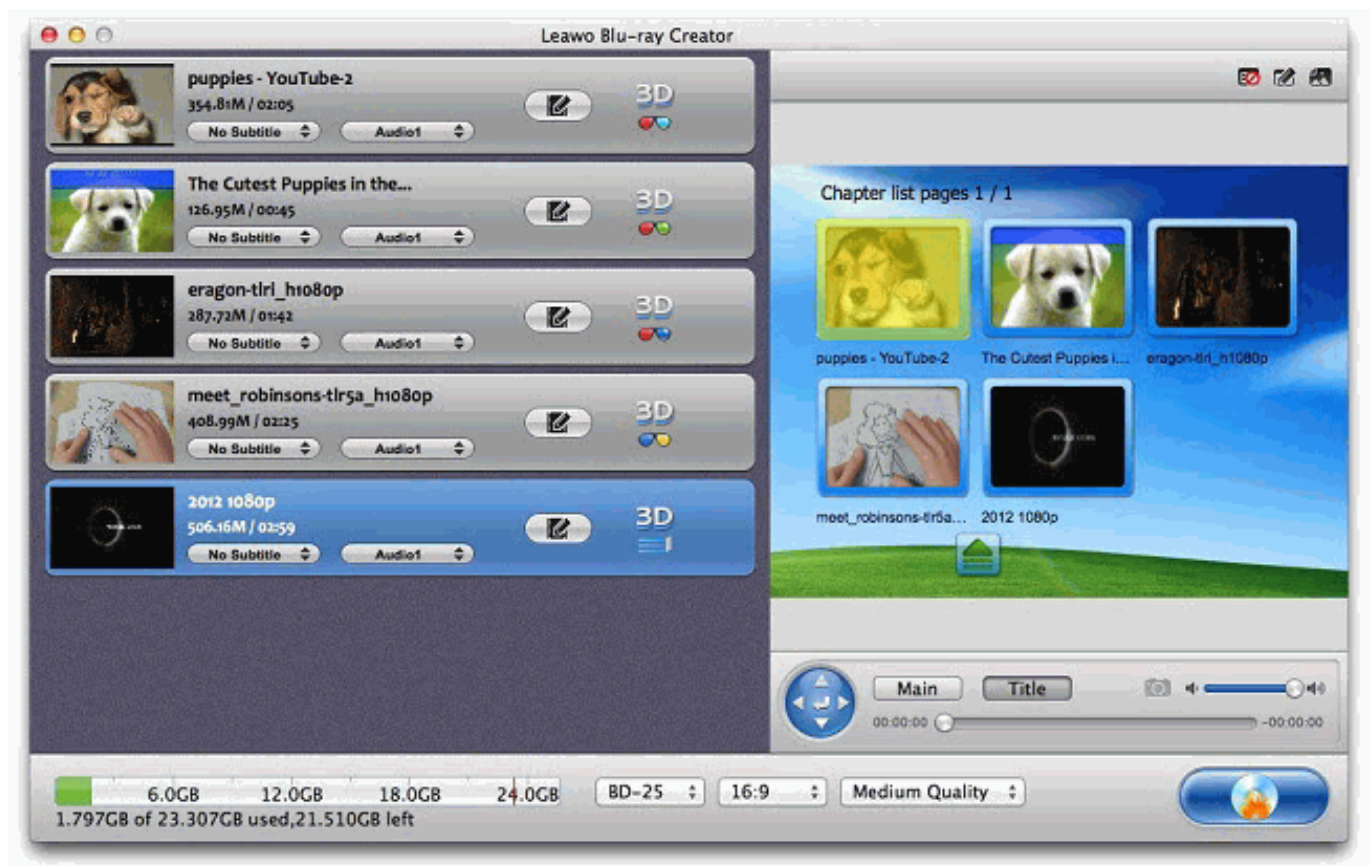 Leawo Blu-ray Creator
puppies - YouTube-2
354.81M / 02:05
No Subtitle
Audio1
3D
The Cutest Puppies in the...
126.95M / 00:45
No Subtitle
Audio1
3D
eragon-tlrl_h1080p
287.72M / 01:42
No Subtitle
Audio1
3D
meet_robinsons-tlr5a_h1080p
408.99M / 02:25
No Subtitle
Audio1
3D
2012 1080p
506.16M / 02:59
No Subtitle
Audio1
3D
Chapter list pages 1 / 1
puppies - YouTube-2
The Cutest Puppies i...
eragon-tlrl_h1080p
meet_robinsons-tlr5a...
2012 1080p
Main
Title
00:00:00
-00:00:00
6.0GB 12.0GB 18.0GB 24.0GB
1.797GB of 23.307GB used,21.510GB left
BD-25
16:9
Medium Quality